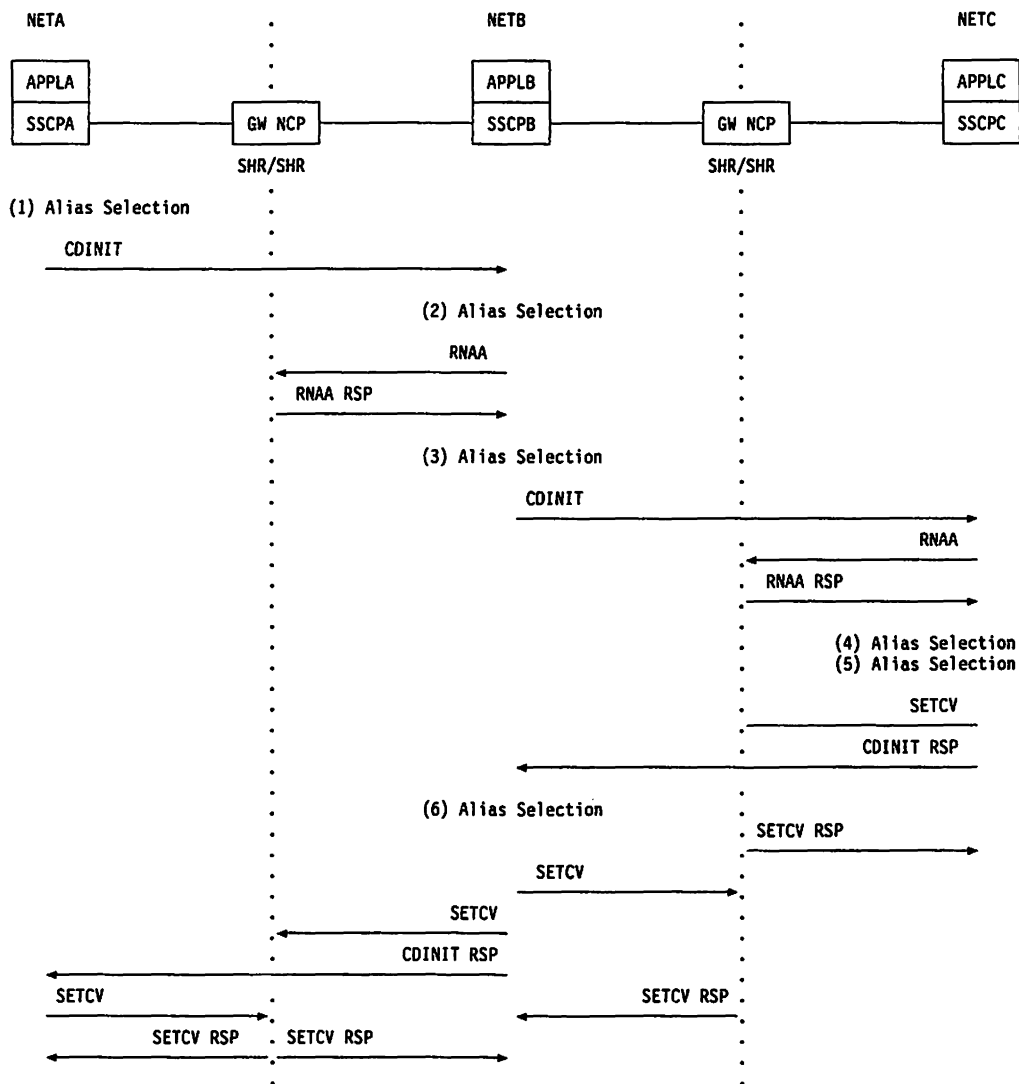 NETA NETB NETC
APPLA APPLB APPLC
SSCPA GW NCP SSCPB GW NCP SSCPC
SHR/SHR SHR/SHR
(1) Alias Selection
CDINIT
(2) Alias Selection
RNAA
RNAA RSP
(3) Alias Selection
CDINIT
RNAA
RNAA RSP
(4) Alias Selection
(5) Alias Selection
SETCV
CDINIT RSP
(6) Alias Selection
SETCV RSP
SETCV
SETCV
CDINIT RSP
SETCV SETCV RSP
SETCV RSP SETCV RSP